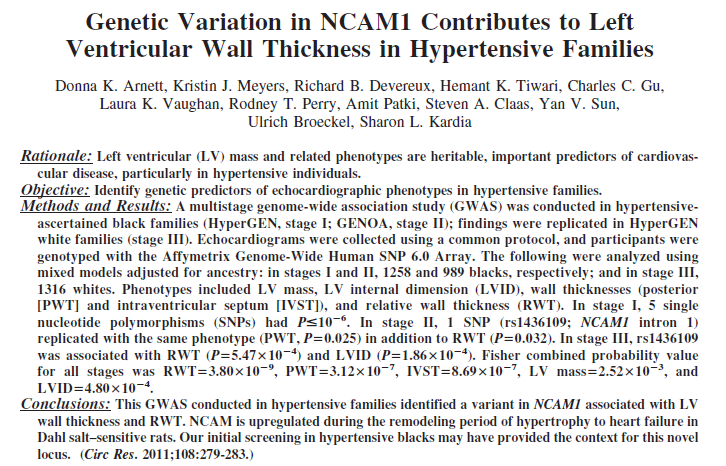 Genetic Variation in NCAM1 Contributes to Left
Ventricular Wall Thickness in Hypertensive Families
Donna K. Arnett, Kristin J. Meyers, Richard B. Devereux, Hemant K. Tiwari, Charles C. Gu,
Laura K. Vaughan, Rodney T. Perry, Amit Patki, Steven A. Claas, Yan V. Sun,
Ulrich Broeckel, Sharon L. Kardia
Rationale: Left ventricular (LV) mass and related phenotypes are heritable, important predictors of cardiovas-
cular disease, particularly in hypertensive individuals.
Objective: Identify genetic predictors of echocardiographic phenotypes in hypertensive families.
Methods and Results: A multistage genome-wide association study (GWAS) was conducted in hypertensive-
ascertained black families (HyperGEN, stage I; GENOA, stage II); findings were replicated in HyperGEN
white families (stage III). Echocardiograms were collected using a common protocol, and participants were
genotyped with the Affymetrix Genome-Wide Human SNP 6.0 Array. The following were analyzed using
mixed models adjusted for ancestry: in stages I and II, 1258 and 989 blacks, respectively; and in stage III,
1316 whites. Phenotypes included LV mass, LV internal dimension (LVID), wall thicknesses (posterior
[PWT] and intraventricular septum [IVST]), and relative wall thickness (RWT). In stage I, 5 single
nucleotide polymorphisms (SNPs) had P≤10⁻⁶. In stage II, 1 SNP (rs1436109; NCAM1 intron 1)
replicated with the same phenotype (PWT, P=0.025) in addition to RWT (P=0.032). In stage III, rs1436109
was associated with RWT (P=5.47×10⁻⁴) and LVID (P=1.86×10⁻⁴). Fisher combined probability value
for all stages was RWT=3.80×10⁻⁹, PWT=3.12×10⁻⁷, IVST=8.69×10⁻⁷, LV mass=2.52×10⁻³, and
LVID=4.80×10⁻⁴.
Conclusions: This GWAS conducted in hypertensive families identified a variant in NCAM1 associated with LV
wall thickness and RWT. NCAM is upregulated during the remodeling period of hypertrophy to heart failure in
Dahl salt–sensitive rats. Our initial screening in hypertensive blacks may have provided the context for this novel
locus. (Circ Res. 2011;108:279-283.)